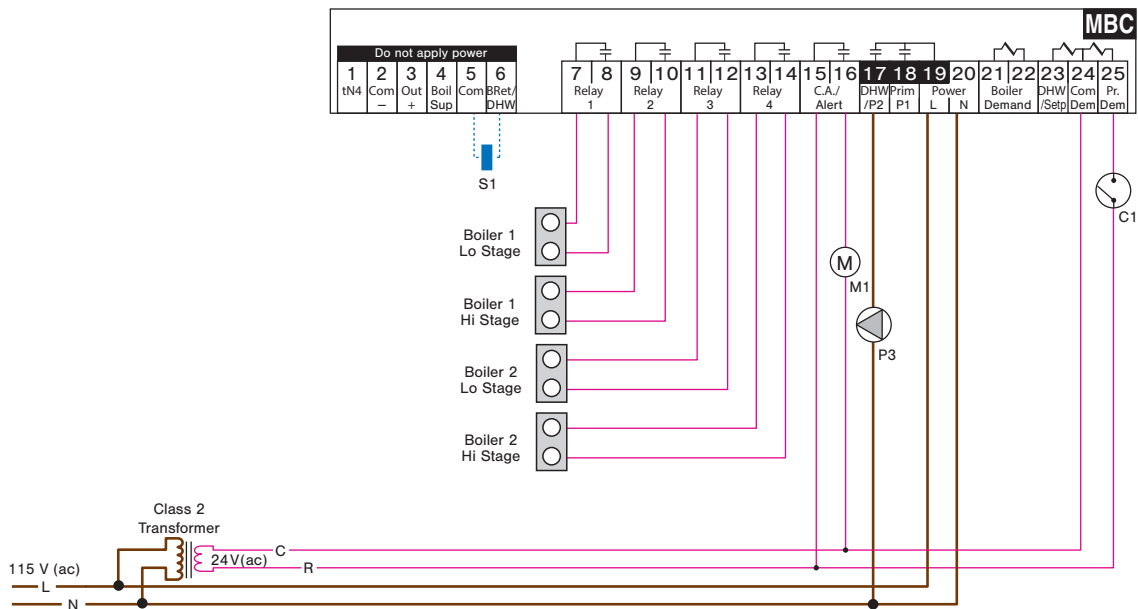 MBC
Do not apply power
1 2 3 4 5 6 7 8 9 10 11 12 13 14 15 16 17 18 19 20 21 22 23 24 25
tN4 Com Out Boil Com BRet/ Relay Relay Relay Relay C.A./ DHW Prim Power Boiler DHW Com Pr.
− + Sup DHW 1 2 3 4 Alert /P2 P1 L N Demand /Setp Dem Dem
S1
C1
Boiler 1
Lo Stage
M
M1
Boiler 1
Hi Stage
P3
Boiler 2
Lo Stage
Boiler 2
Hi Stage
Class 2
Transformer
C
24V(ac)
R
115 V (ac)
L
N